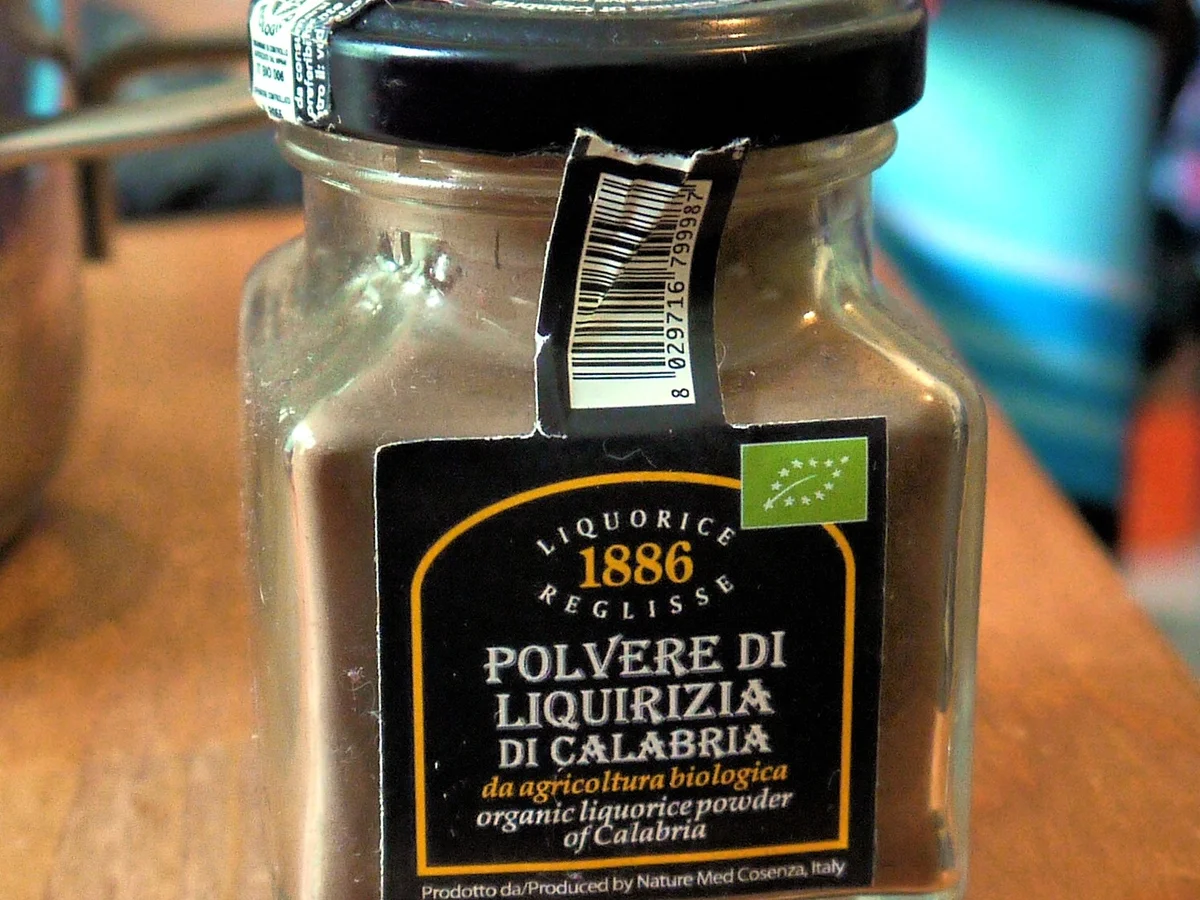 8 029716 799987
LIQUORICE
1886
REGLISSE
POLVERE DI
LIQUIRIZIA
DI CALABRIA
da agricoltura biologica
organic liquorice powder
of Calabria
Prodotto da/Produced by Nature Med Cosenza, Italy